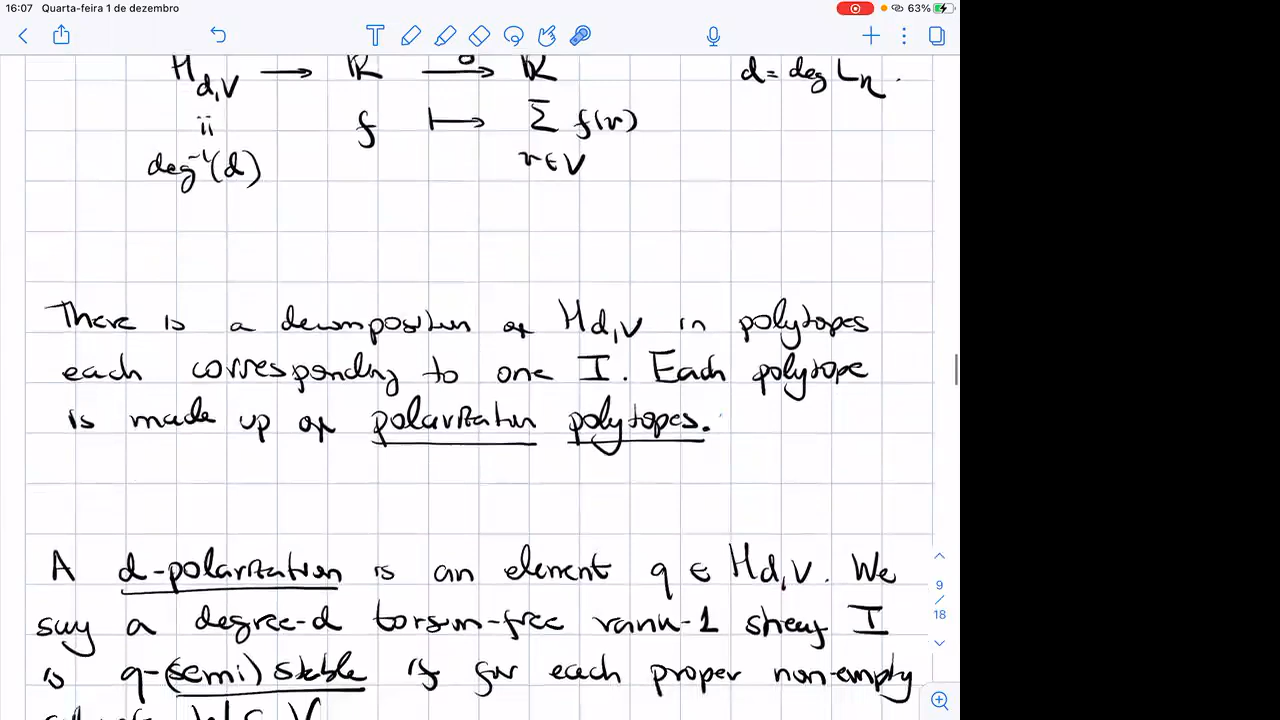 16:07 Quarta-feira 1 de dezembro 63%
H_{d,V} → ℝ^V → ℝ d = deg L_η.
f ↦ Σ_{v∈V} f(v)
deg^{-1}(d)
There is a decomposition of H_{d,V} in polytopes
each corresponding to one I. Each polytope
is made up of polarization polytopes.
A d-polarization is an element q ∈ H_{d,V}. We
say a degree-d torsion-free rank-1 sheaf I
is q-(semi)stable if for each proper non-empty
9
18